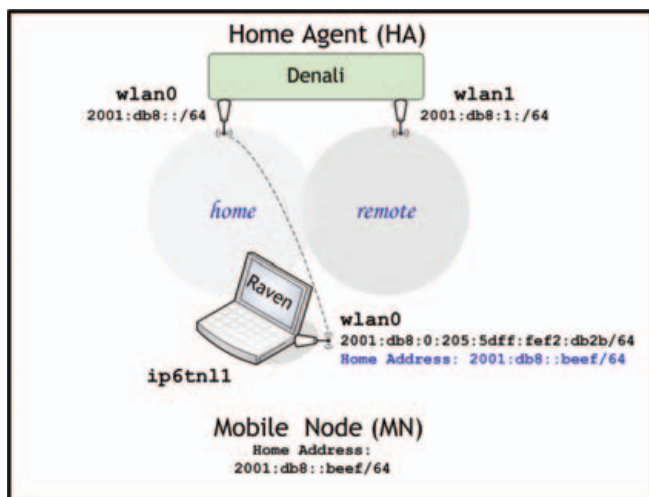 Home Agent (HA)
Denali
wlan0
2001:db8::/64
wlan1
2001:db8:1:/64
home
remote
Raven
wlan0
2001:db8:0:205:5dff:fef2:db2b/64
Home Address: 2001:db8::beef/64
ip6tnl1
Mobile Node (MN)
Home Address:
2001:db8::beef/64